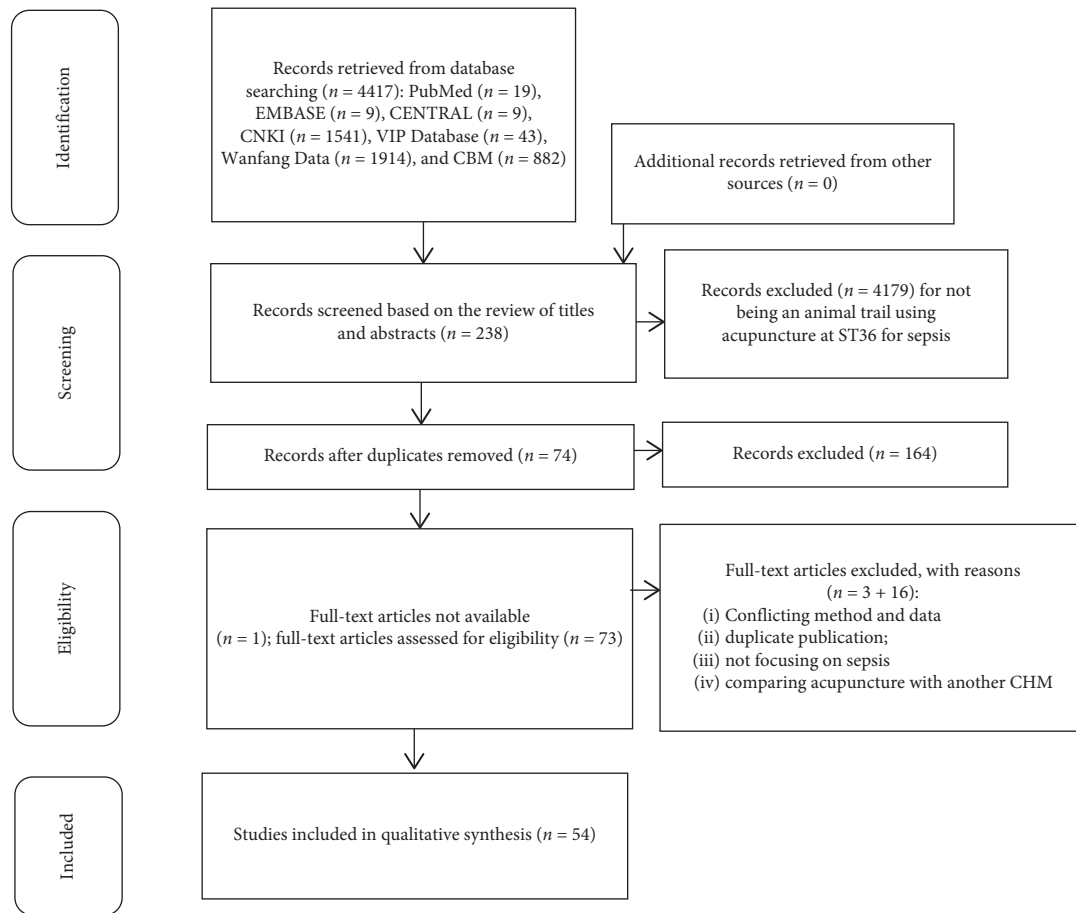 Identification
Records retrieved from database
searching (n = 4417): PubMed (n = 19),
EMBASE (n = 9), CENTRAL (n = 9),
CNKI (n = 1541), VIP Database (n = 43),
Wanfang Data (n = 1914), and CBM (n = 882)
Additional records retrieved from other
sources (n = 0)
Screening
Records screened based on the review of titles
and abstracts (n = 238)
Records excluded (n = 4179) for not
being an animal trail using
acupuncture at ST36 for sepsis
Records after duplicates removed (n = 74)
Records excluded (n = 164)
Eligibility
Full-text articles not available
(n = 1); full-text articles assessed for eligibility (n = 73)
Full-text articles excluded, with reasons
(n = 3 + 16):
(i) Conflicting method and data
(ii) duplicate publication;
(iii) not focusing on sepsis
(iv) comparing acupuncture with another CHM
Included
Studies included in qualitative synthesis (n = 54)